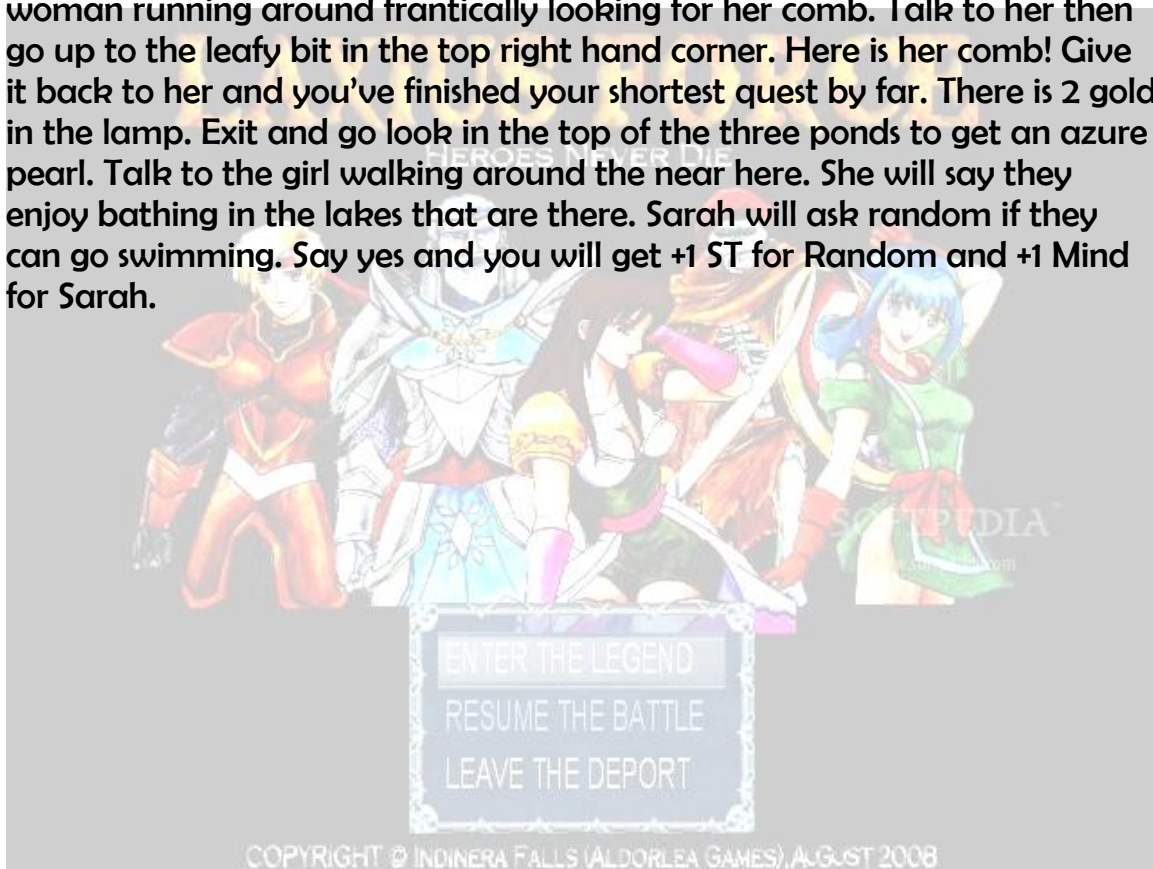 woman running around frantically looking for her comb. Talk to her then
go up to the leafy bit in the top right hand corner. Here is her comb! Give
it back to her and you've finished your shortest quest by far. There is 2 gold
in the lamp. Exit and go look in the top of the three ponds to get an azure
pearl. Talk to the girl walking around the near here. She will say they
enjoy bathing in the lakes that are there. Sarah will ask random if they
can go swimming. Say yes and you will get +1 ST for Random and +1 Mind
for Sarah.
LAXIUS FORCE
HEROES NEVER DIE
SOFTPEDIA
ENTER THE LEGEND
RESUME THE BATTLE
LEAVE THE DEPORT
COPYRIGHT © INDINERA FALLS (ALDORLEA GAMES), AUGUST 2008